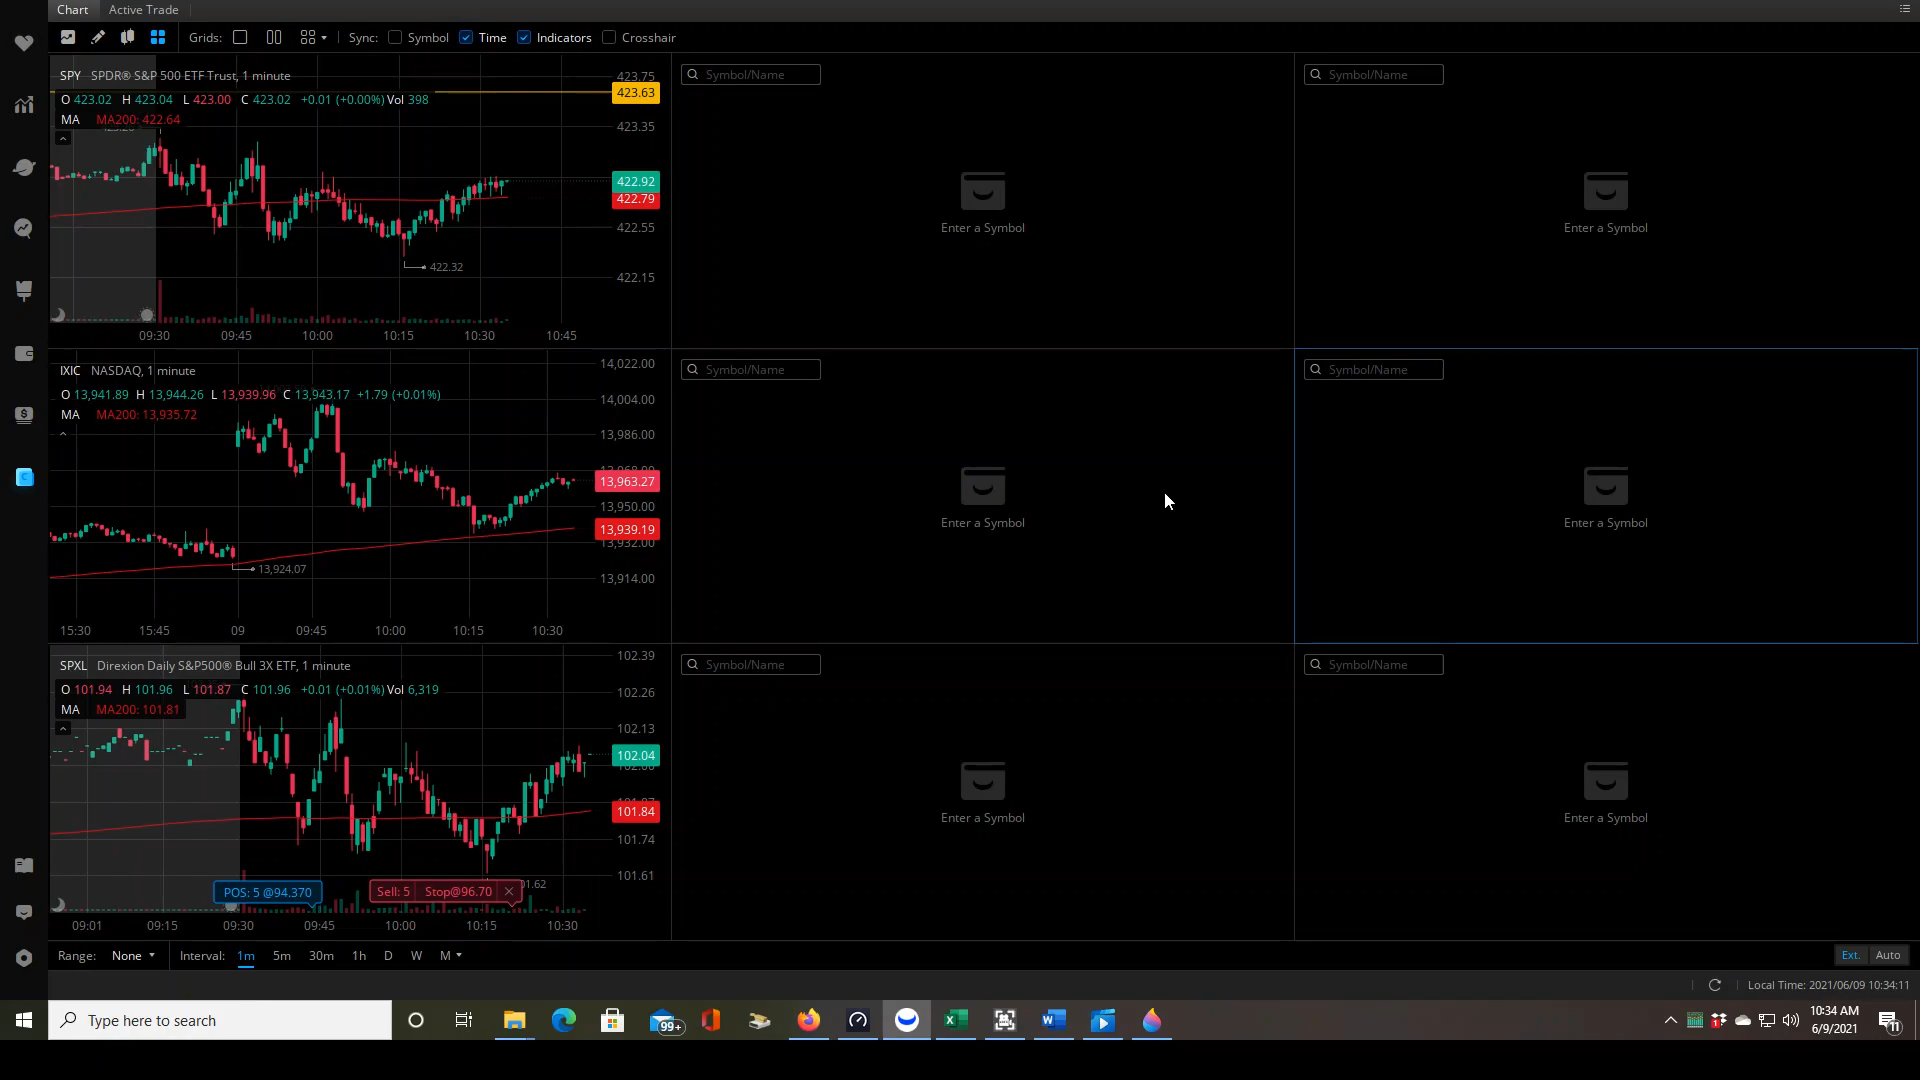 Chart Active Trade
Grids: Sync: Symbol Time Indicators Crosshair
SPY SPDR® S&P 500 ETF Trust, 1 minute
O 423.02 H 423.04 L 423.00 C 423.02 +0.01 (+0.00%) Vol 398
MA MA200: 422.64
423.75
423.63
423.35
422.92
422.79
422.55
422.32
422.15
09:30 09:45 10:00 10:15 10:30 10:45
Symbol/Name
Enter a Symbol
Symbol/Name
Enter a Symbol
IXIC NASDAQ, 1 minute
O 13,941.89 H 13,944.26 L 13,939.96 C 13,943.17 +1.79 (+0.01%)
MA MA200: 13,935.72
14,022.00
14,004.00
13,986.00
13,968.00
13,963.27
13,950.00
13,939.19
13,932.00
13,924.07
13,914.00
15:30 15:45 09 09:45 10:00 10:15 10:30
Symbol/Name
Enter a Symbol
Symbol/Name
Enter a Symbol
SPXL Direxion Daily S&P500® Bull 3X ETF, 1 minute
O 101.94 H 101.96 L 101.87 C 101.96 +0.01 (+0.01%) Vol 6,319
MA MA200: 101.81
102.39
102.26
102.13
102.04
101.84
101.74
101.61
POS: 5 @94.370
Sell: 5 Stop@96.70
09:01 09:15 09:30 09:45 10:00 10:15 10:30
Symbol/Name
Enter a Symbol
Symbol/Name
Enter a Symbol
Range: None Interval: 1m 5m 30m 1h D W M Ext. Auto
Local Time: 2021/06/09 10:34:11
Type here to search
99+
10:34 AM
6/9/2021
11